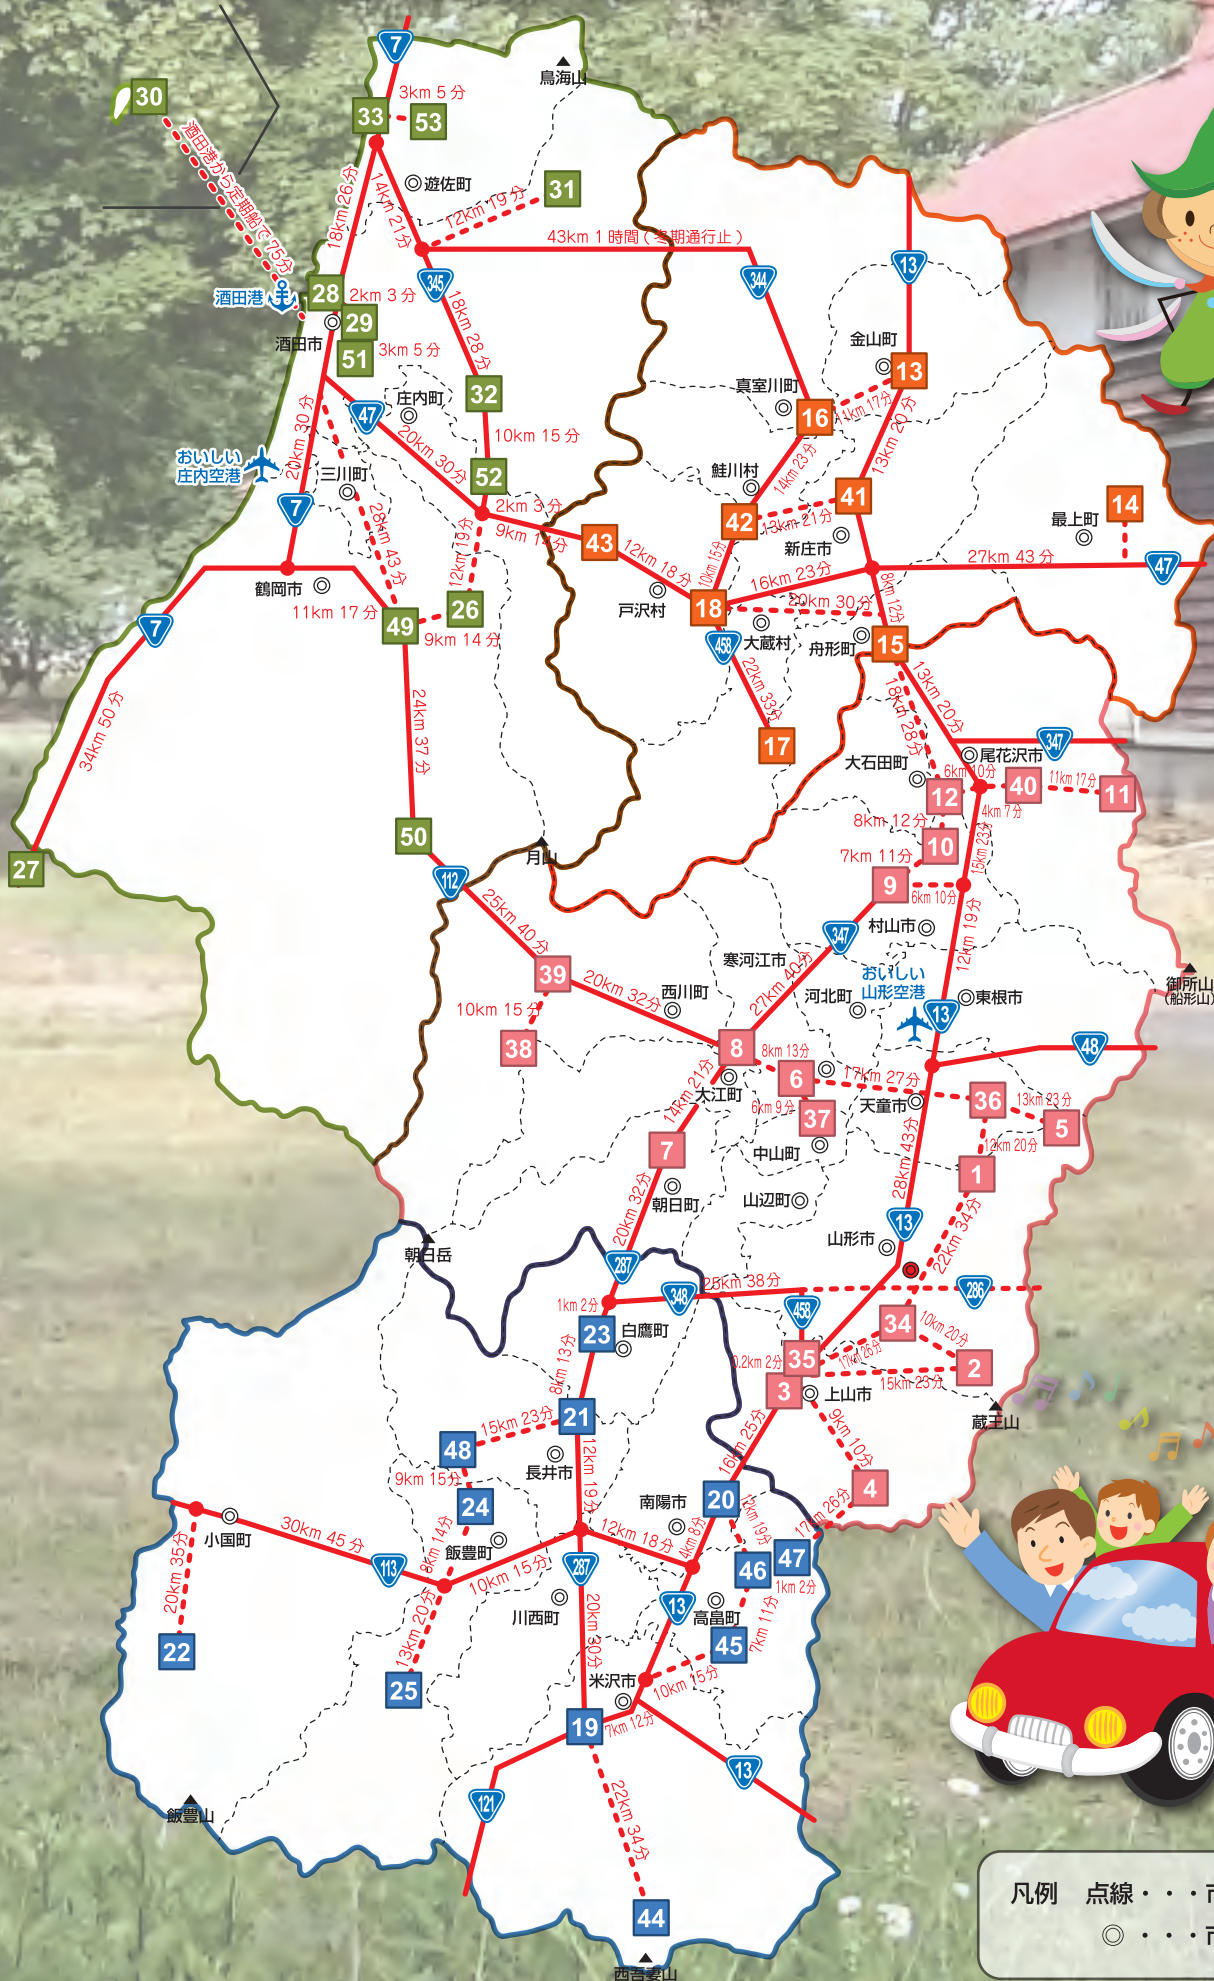 7
鳥海山
30
33
3km 5分
53
酒田港から定期船で75分
遊佐町
31
18km 26分
14km 21分
12km 19分
43km 1時間(冬期通行止)
13
酒田港
28
2km 3分
345
344
29
酒田市
51
3km 5分
18km 28分
金山町
13
真室川町
32
庄内町
16
11km 17分
47
13km 20分
20km 30分
20km 30分
10km 15分
おいしい
庄内空港
三川町
52
鮭川村
14km 23分
41
14
7
28km 43分
2km 3分
9km 14分
43
42
13km 21分
最上町
新庄市
12km 19分
12km 18分
10km 15分
16km 23分
27km 43分
47
鶴岡市
11km 17分
49
26
9km 14分
戸沢村
18
20km 30分
8km 12分
7
458
大蔵村
舟形町
15
22km 33分
13km 20分
18km 28分
34km 50分
24km 37分
17
347
尾花沢市
大石田町
6km 10分
12
40
11km 17分
11
4km 7分
50
8km 12分
10
15km 23分
月山
7km 11分
27
112
9
6km 10分
25km 40分
347
村山市
12km 19分
寒河江市
39
20km 32分
27km 40分
おいしい
山形空港
御所山
(船形山)
西川町
河北町
東根市
10km 15分
13
38
8
8km 13分
48
14km 21分
大江町
6
17km 27分
36
13km 23分
6km 9分
37
天童市
5
7
中山町
28km 43分
12km 20分
1
朝日町
山辺町
20km 32分
13
22km 34分
朝日岳
山形市
287
25km 38分
348
286
1km 2分
458
23
白鷹町
34
10km 20分
8km 13分
0.2km 2分
35
17km 26分
2
3
15km 23分
上山市
21
蔵王山
15km 23分
16km 25分
9km 10分
48
12km 19分
長井市
9km 15分
24
南陽市
20
4
小国町
8km 14分
飯豊町
12km 18分
4km 8分
12km 19分
17km 26分
30km 45分
113
10km 15分
287
46
47
1km 2分
20km 35分
13km 20分
川西町
20km 30分
13
高畠町
7km 11分
22
45
25
米沢市
10km 15分
19
7km 12分
13
121
22km 34分
飯豊山
44
西吾妻山
凡例 点線・・・市
◎・・・市